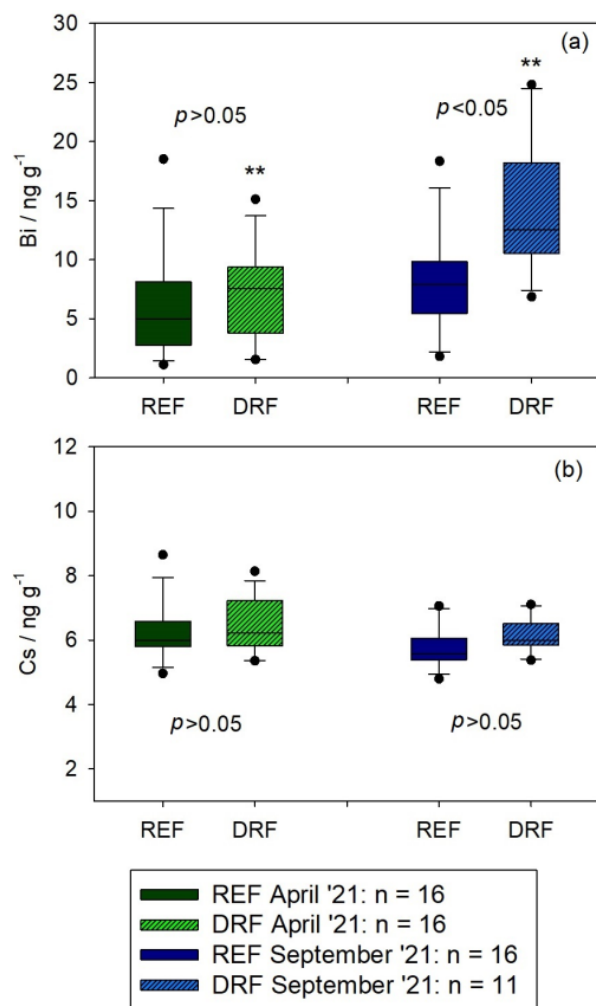 30
(a)
**
25
p>0.05
p<0.05
20
**
15
10
5
0
Bi / ng g⁻¹
REF DRF REF DRF
12
(b)
10
8
6
4
2
Cs / ng g⁻¹
p>0.05
p>0.05
REF DRF REF DRF
REF April '21: n = 16
DRF April '21: n = 16
REF September '21: n = 16
DRF September '21: n = 11